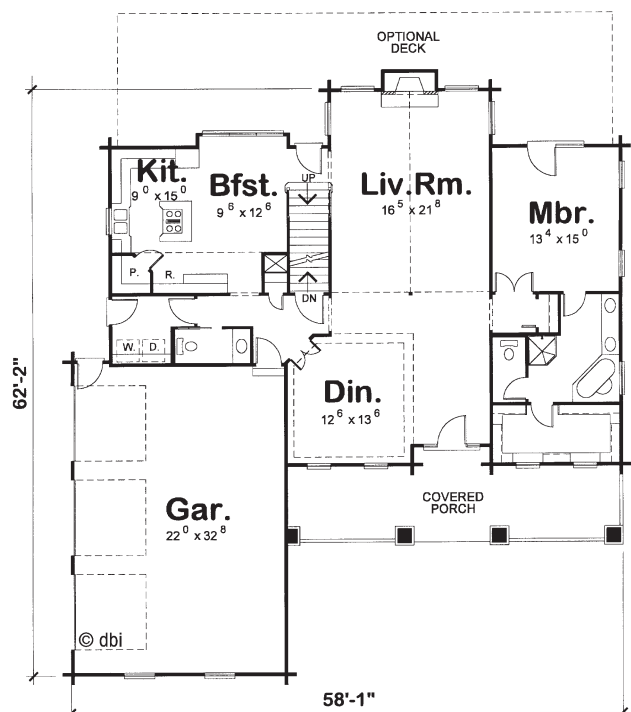 OPTIONAL
DECK
Kit.
9⁰ x 15⁰
Bfst.
9⁶ x 12⁶
UP
Liv.Rm.
16⁵ x 21⁸
Mbr.
13⁴ x 15⁰
P.
R.
DN
W. D.
Din.
12⁶ x 13⁶
62'-2"
Gar.
22⁰ x 32⁸
COVERED
PORCH
© dbi
58'-1"